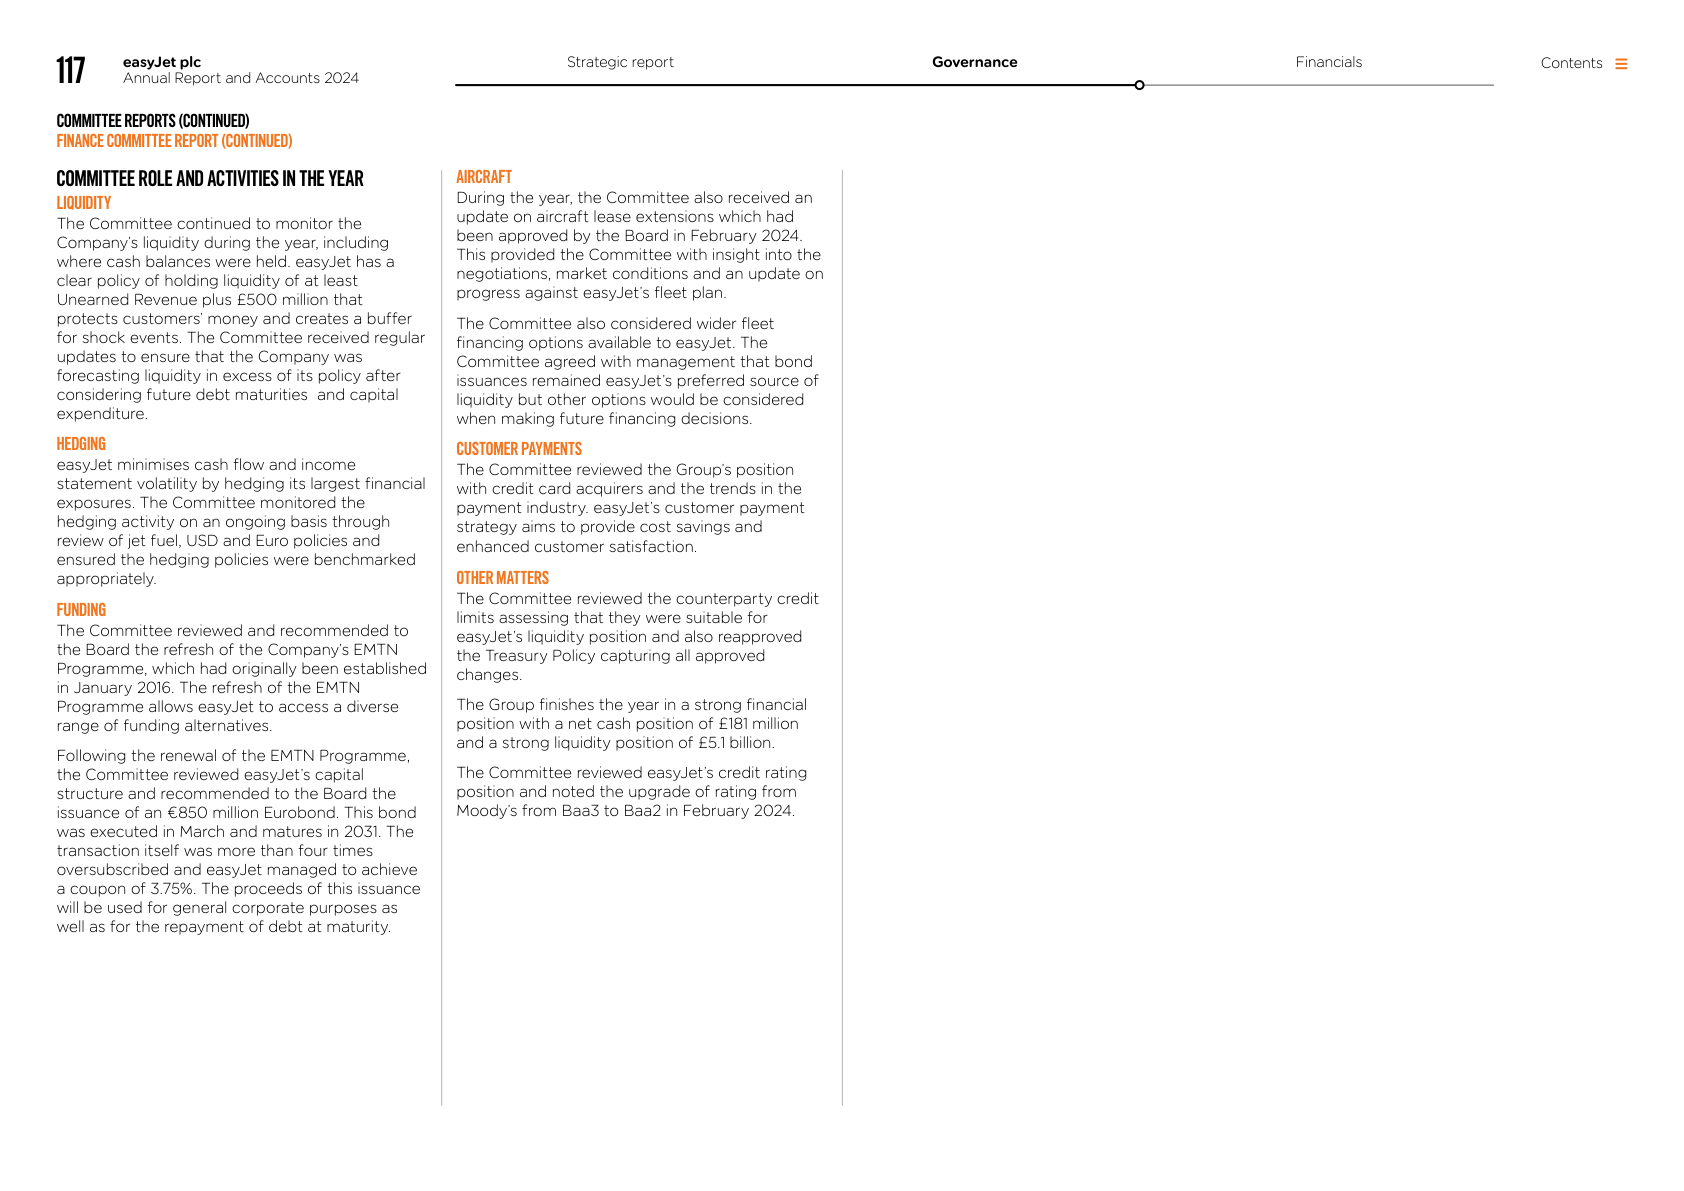 117
easyJet plc
Annual Report and Accounts 2024
Strategic report
Governance
Financials
Contents
COMMITTEE REPORTS (CONTINUED)
FINANCE COMMITTEE REPORT (CONTINUED)
COMMITTEE ROLE AND ACTIVITIES IN THE YEAR
LIQUIDITY
The Committee continued to monitor the
Company’s liquidity during the year, including
where cash balances were held. easyJet has a
clear policy of holding liquidity of at least
Unearned Revenue plus £500 million that
protects customers’ money and creates a buffer
for shock events. The Committee received regular
updates to ensure that the Company was
forecasting liquidity in excess of its policy after
considering future debt maturities  and capital
expenditure.
HEDGING
easyJet minimises cash flow and income
statement volatility by hedging its largest financial
exposures. The Committee monitored the
hedging activity on an ongoing basis through
review of jet fuel, USD and Euro policies and
ensured the hedging policies were benchmarked
appropriately.
FUNDING
The Committee reviewed and recommended to
the Board the refresh of the Company’s EMTN
Programme, which had originally been established
in January 2016. The refresh of the EMTN
Programme allows easyJet to access a diverse
range of funding alternatives.
Following the renewal of the EMTN Programme,
the Committee reviewed easyJet’s capital
structure and recommended to the Board the
issuance of an €850 million Eurobond. This bond
was executed in March and matures in 2031. The
transaction itself was more than four times
oversubscribed and easyJet managed to achieve
a coupon of 3.75%. The proceeds of this issuance
will be used for general corporate purposes as
well as for the repayment of debt at maturity.
AIRCRAFT
During the year, the Committee also received an
update on aircraft lease extensions which had
been approved by the Board in February 2024.
This provided the Committee with insight into the
negotiations, market conditions and an update on
progress against easyJet’s fleet plan.
The Committee also considered wider fleet
financing options available to easyJet. The
Committee agreed with management that bond
issuances remained easyJet’s preferred source of
liquidity but other options would be considered
when making future financing decisions.
CUSTOMER PAYMENTS
The Committee reviewed the Group’s position
with credit card acquirers and the trends in the
payment industry. easyJet’s customer payment
strategy aims to provide cost savings and
enhanced customer satisfaction.
OTHER MATTERS
The Committee reviewed the counterparty credit
limits assessing that they were suitable for
easyJet’s liquidity position and also reapproved
the Treasury Policy capturing all approved
changes.
The Group finishes the year in a strong financial
position with a net cash position of £181 million
and a strong liquidity position of £5.1 billion.
The Committee reviewed easyJet’s credit rating
position and noted the upgrade of rating from
Moody’s from Baa3 to Baa2 in February 2024.